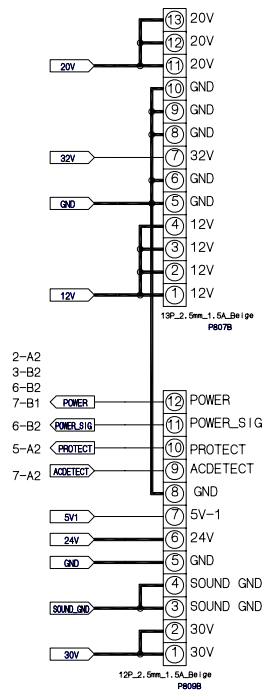 13 20V
12 20V
20V 11 20V
10 GND
9 GND
8 GND
32V 7 32V
6 GND
GND 5 GND
4 12V
3 12V
2 12V
12V 1 12V
13P_2.5mm_1.5A_Beige
P807B
2-A2
3-B2
6-B2
7-B1 POWER 12 POWER
6-B2 POWER_SIG 11 POWER_SIG
5-A2 PROTECT 10 PROTECT
7-A2 ACDETECT 9 ACDETECT
8 GND
5V1 7 5V-1
24V 6 24V
GND 5 GND
4 SOUND GND
SOUND_GND 3 SOUND GND
2 30V
30V 1 30V
12P_2.5mm_1.5A_Beige
P809B